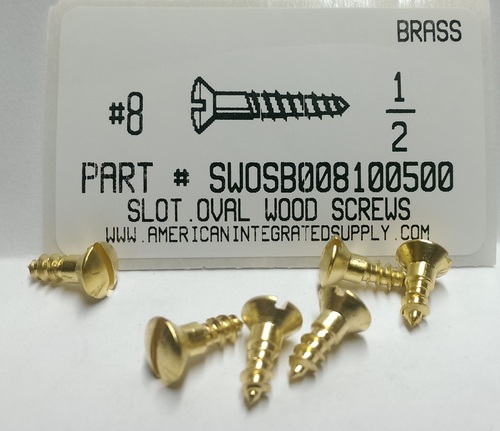 BRASS
#8
1
2
PART # SWOSB008100500
SLOT.OVAL WOOD SCREWS
WWW.AMERICANINTEGRATEDSUPPLY.COM